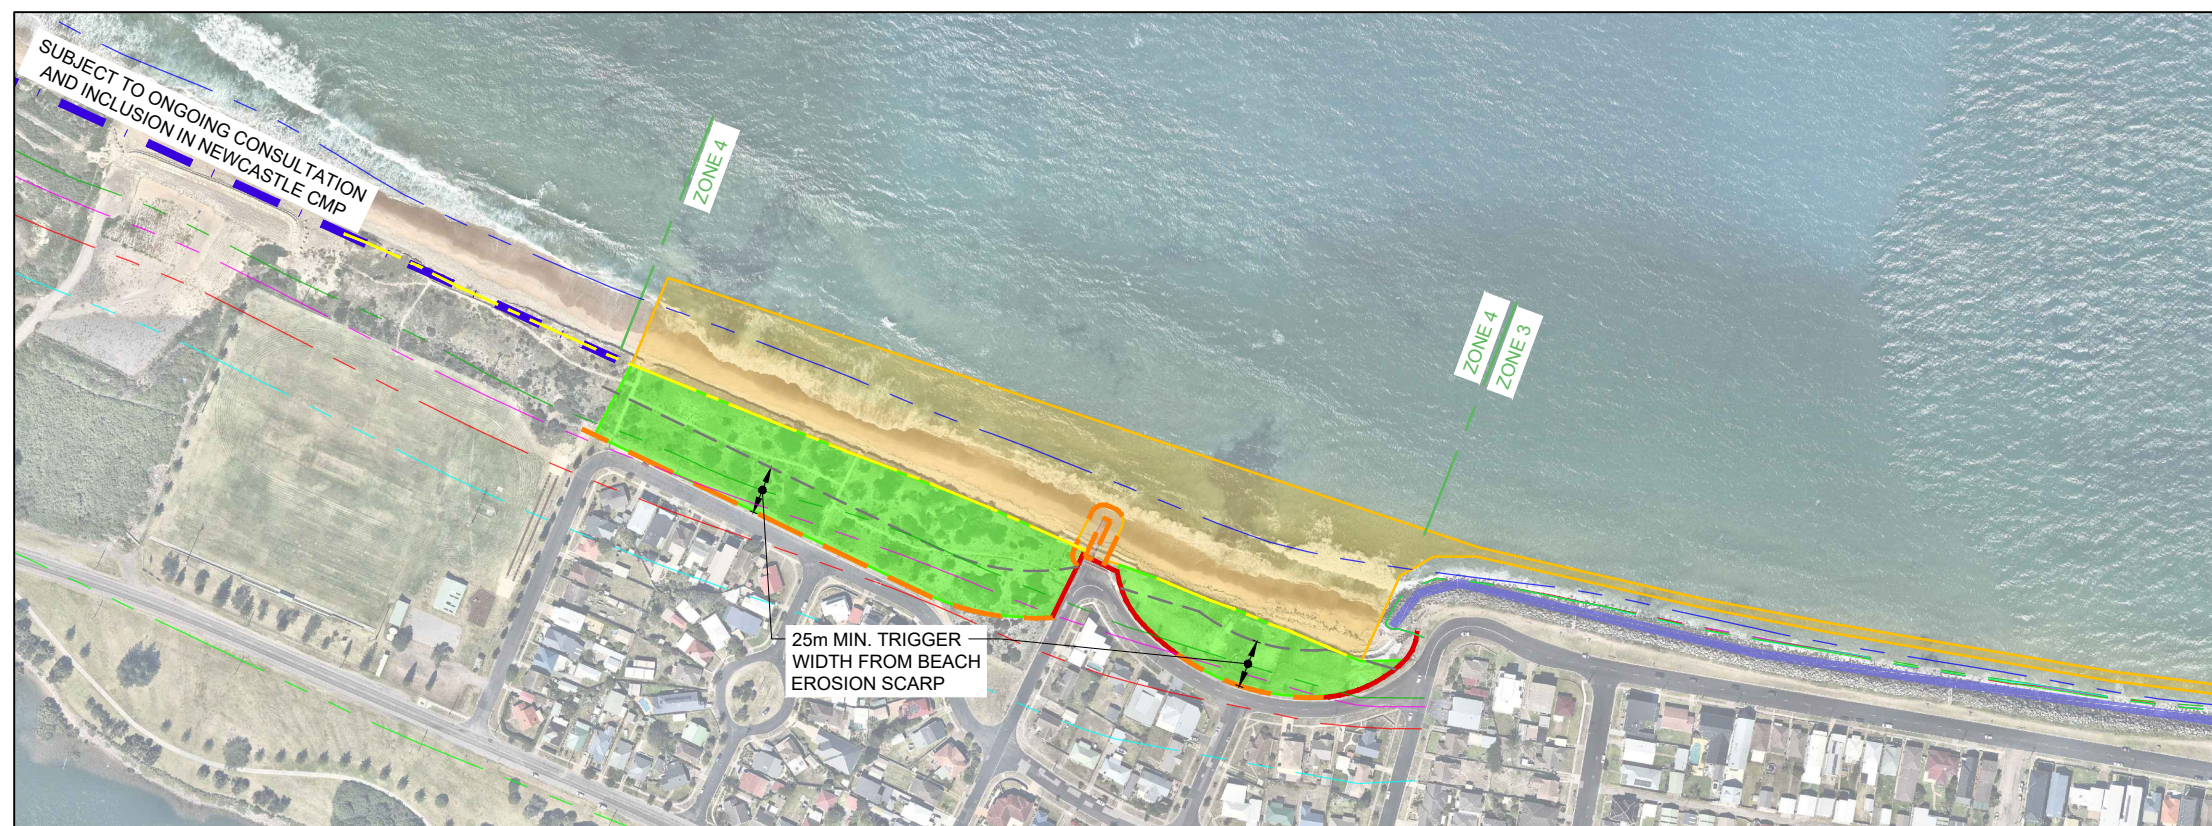 SUBJECT TO ONGOING CONSULTATION
AND INCLUSION IN NEWCASTLE CMP
ZONE 4
ZONE 4
ZONE 3
25m MIN. TRIGGER
WIDTH FROM BEACH
EROSION SCARP